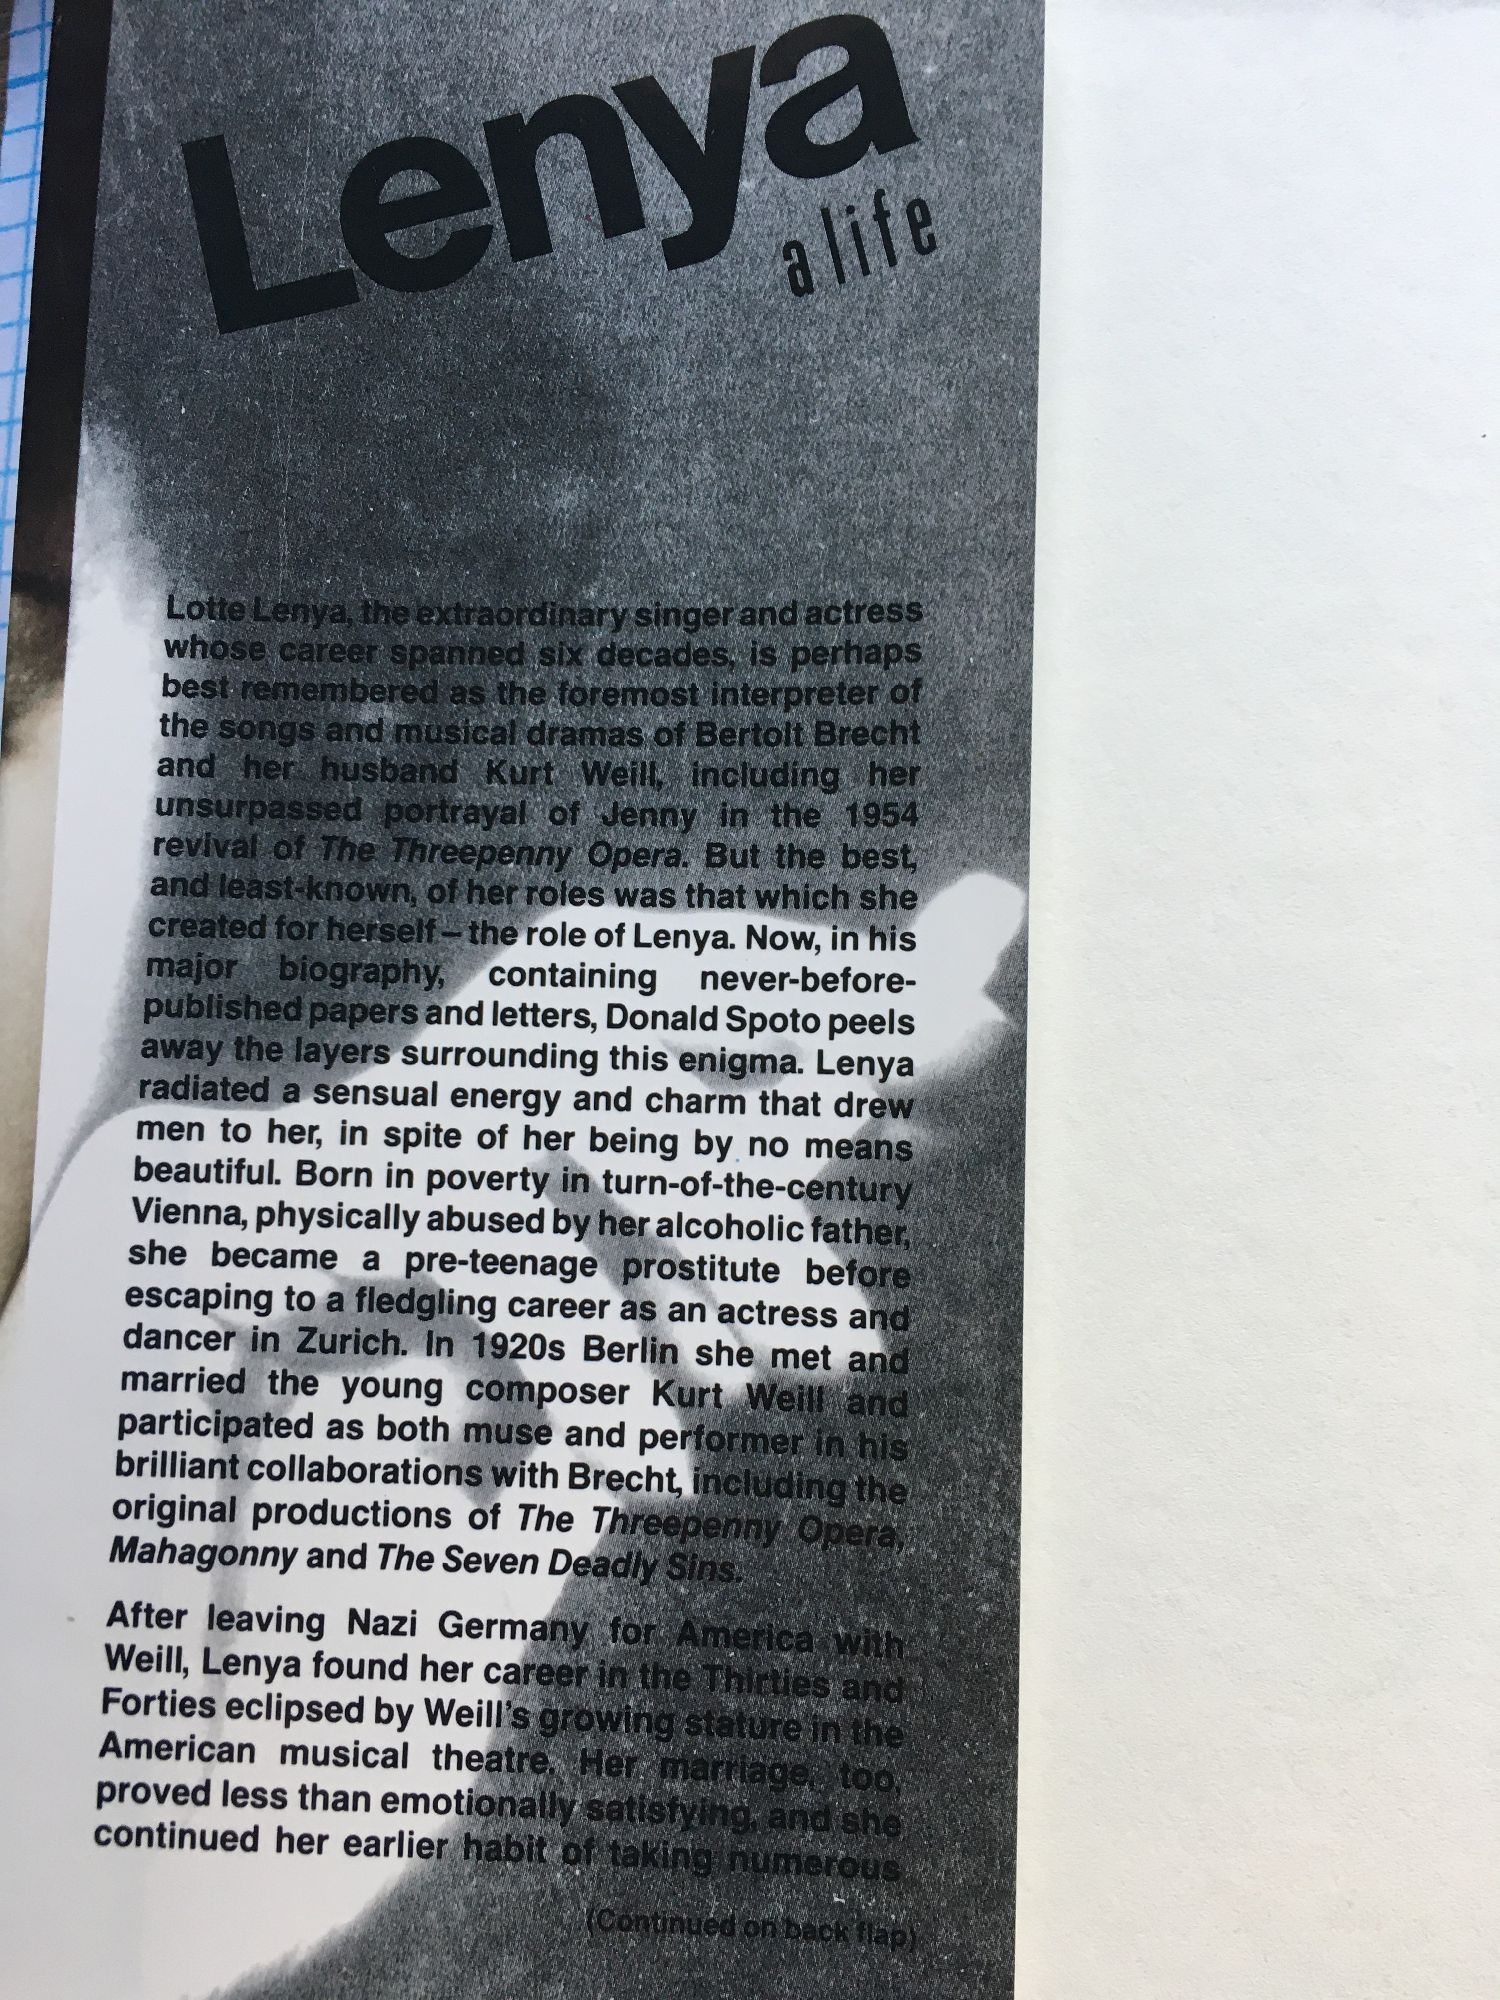 Lenya
a life
Lotte Lenya, the extraordinary singer and actress
whose career spanned six decades, is perhaps
best remembered as the foremost interpreter of
the songs and musical dramas of Bertolt Brecht
and her husband Kurt Weill, including her
unsurpassed portrayal of Jenny in the 1954
revival of The Threepenny Opera. But the best,
and least-known, of her roles was that which she
created for herself – the role of Lenya. Now, in his
major biography, containing never-before-
published papers and letters, Donald Spoto peels
away the layers surrounding this enigma. Lenya
radiated a sensual energy and charm that drew
men to her, in spite of her being by no means
beautiful. Born in poverty in turn-of-the-century
Vienna, physically abused by her alcoholic father,
she became a pre-teenage prostitute before
escaping to a fledgling career as an actress and
dancer in Zurich. In 1920s Berlin she met and
married the young composer Kurt Weill and
participated as both muse and performer in his
brilliant collaborations with Brecht, including the
original productions of The Threepenny Opera,
Mahagonny and The Seven Deadly Sins.
After leaving Nazi Germany for America with
Weill, Lenya found her career in the Thirties and
Forties eclipsed by Weill's growing stature in the
American musical theatre. Her marriage, too,
proved less than emotionally satisfying, and she
continued her earlier habit of taking numerous
(Continued on back flap)